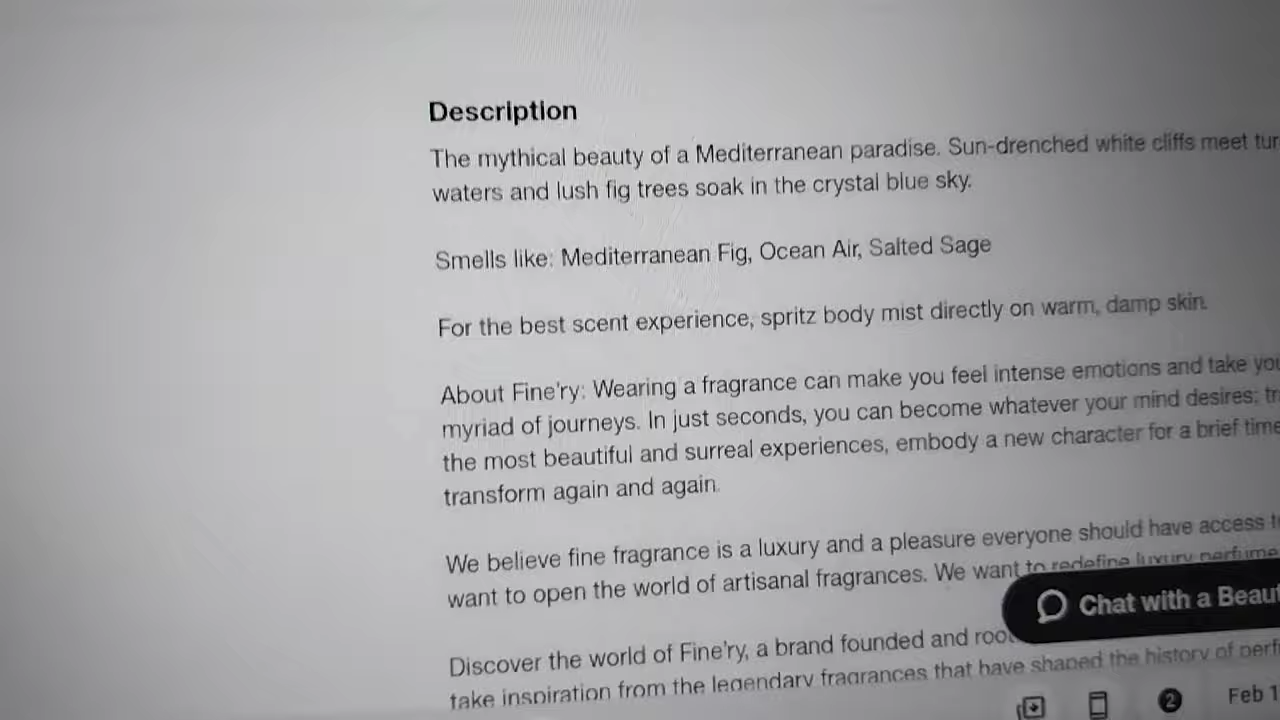 Description
The mythical beauty of a Mediterranean paradise. Sun-drenched white cliffs meet
waters and lush fig trees soak in the crystal blue sky.
Smells like: Mediterranean Fig, Ocean Air, Salted Sage
For the best scent experience, spritz body mist directly on warm, damp skin.
About Fine'ry: Wearing a fragrance can make you feel intense emotions and take
myriad of journeys. In just seconds, you can become whatever your mind desires;
the most beautiful and surreal experiences, embody a new character for a brief time
transform again and again.
We believe fine fragrance is a luxury and a pleasure everyone should have access
want to open the world of artisanal fragrances. We want to redefine luxury perfume
Chat with a
Discover the world of Fine'ry, a brand founded and
take inspiration from the legendary fragrances that have shaped the history of
2
Feb